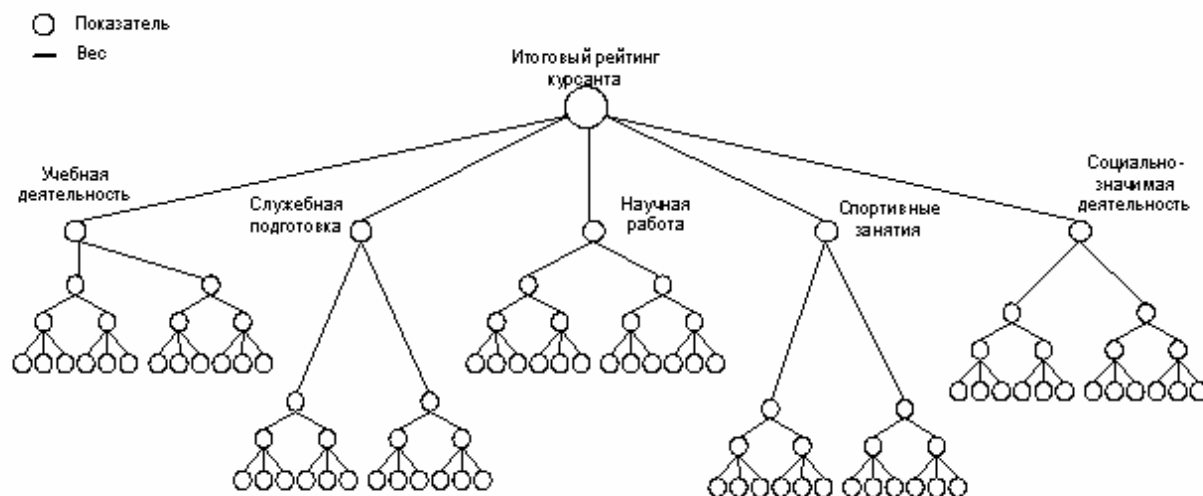 Показатель
Вес
Итоговый рейтинг
курсанта
Учебная
деятельность
Служебная
подготовка
Научная
работа
Спортивные
занятия
Социально-
значимая
деятельность